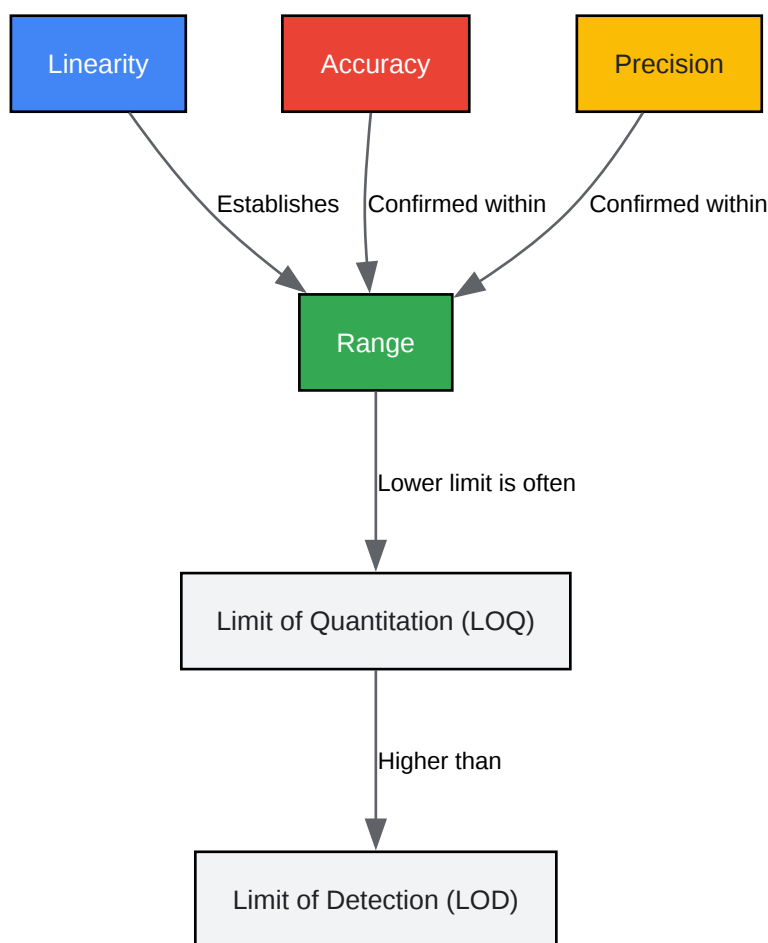 Linearity
Accuracy
Precision
Establishes
Confirmed within
Confirmed within
Range
Lower limit is often
Limit of Quantitation (LOQ)
Higher than
Limit of Detection (LOD)